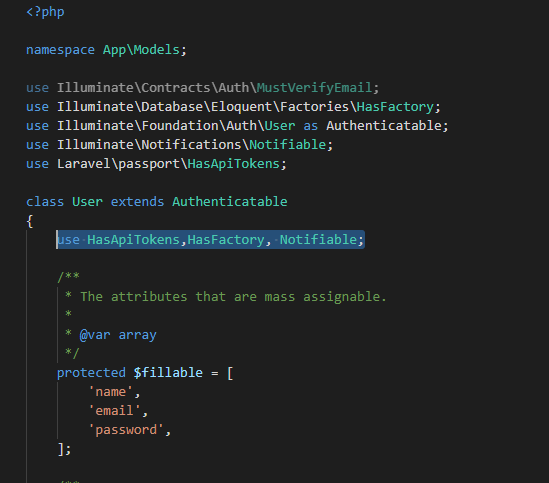 <?php
namespace App\Models;
use Illuminate\Contracts\Auth\MustVerifyEmail;
use Illuminate\Database\Eloquent\Factories\HasFactory;
use Illuminate\Foundation\Auth\User as Authenticatable;
use Illuminate\Notifications\Notifiable;
use Laravel\passport\HasApiTokens;
class User extends Authenticatable
{
use HasApiTokens,HasFactory, Notifiable;
/**
* The attributes that are mass assignable.
*
* @var array
*/
protected $fillable = [
'name',
'email',
'password',
];
/**